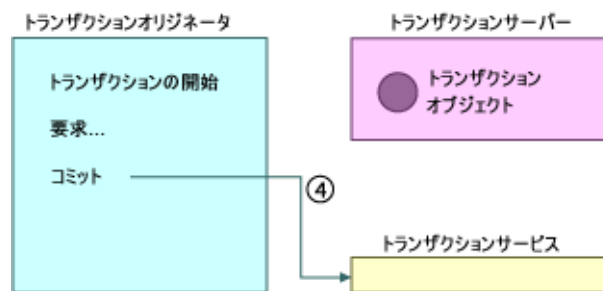 トランザクションオリジネータ
トランザクションの開始
要求...
コミット
④
トランザクションサーバー
トランザクション
オブジェクト
トランザクションサービス